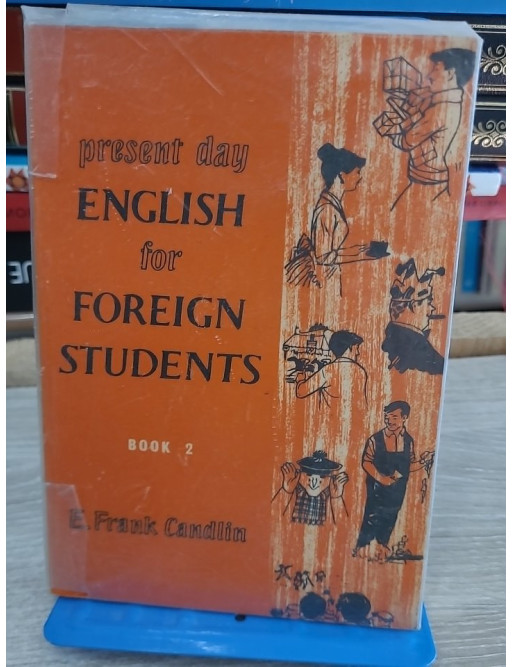 present day
ENGLISH
for
FOREIGN
STUDENTS
BOOK 2
E. Frank Candlin